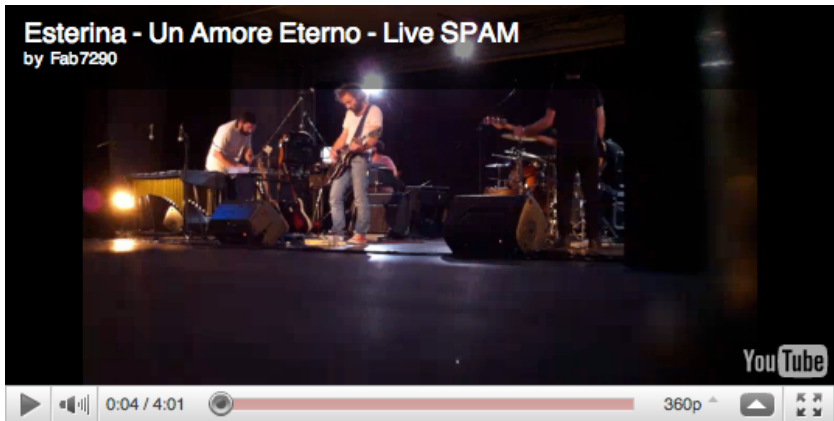 Esterina - Un Amore Eterno - Live SPAM
by Fab7290
YouTube
0:04 / 4:01
360p